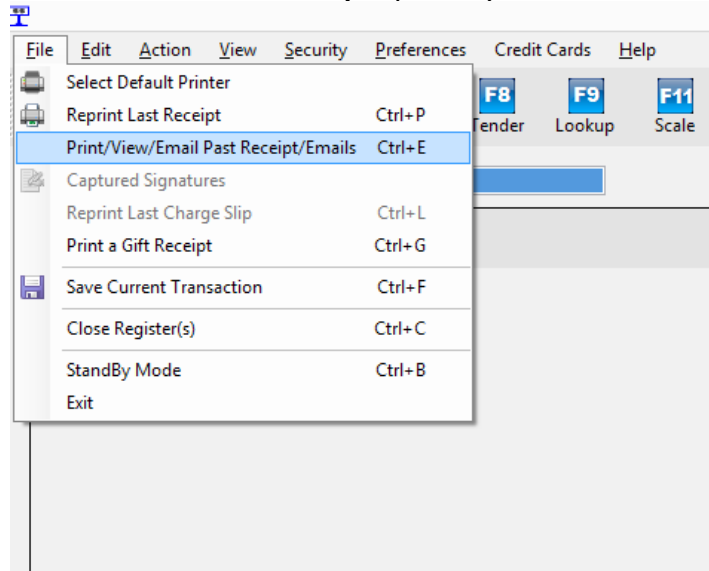 File Edit Action View Security Preferences Credit Cards Help
Select Default Printer
Reprint Last Receipt Ctrl+P
Print/View/Email Past Receipt/Emails Ctrl+E
Captured Signatures
Reprint Last Charge Slip Ctrl+L
Print a Gift Receipt Ctrl+G
Save Current Transaction Ctrl+F
Close Register(s) Ctrl+C
StandBy Mode Ctrl+B
Exit
F8 F9 F11
Tender Lookup Scale